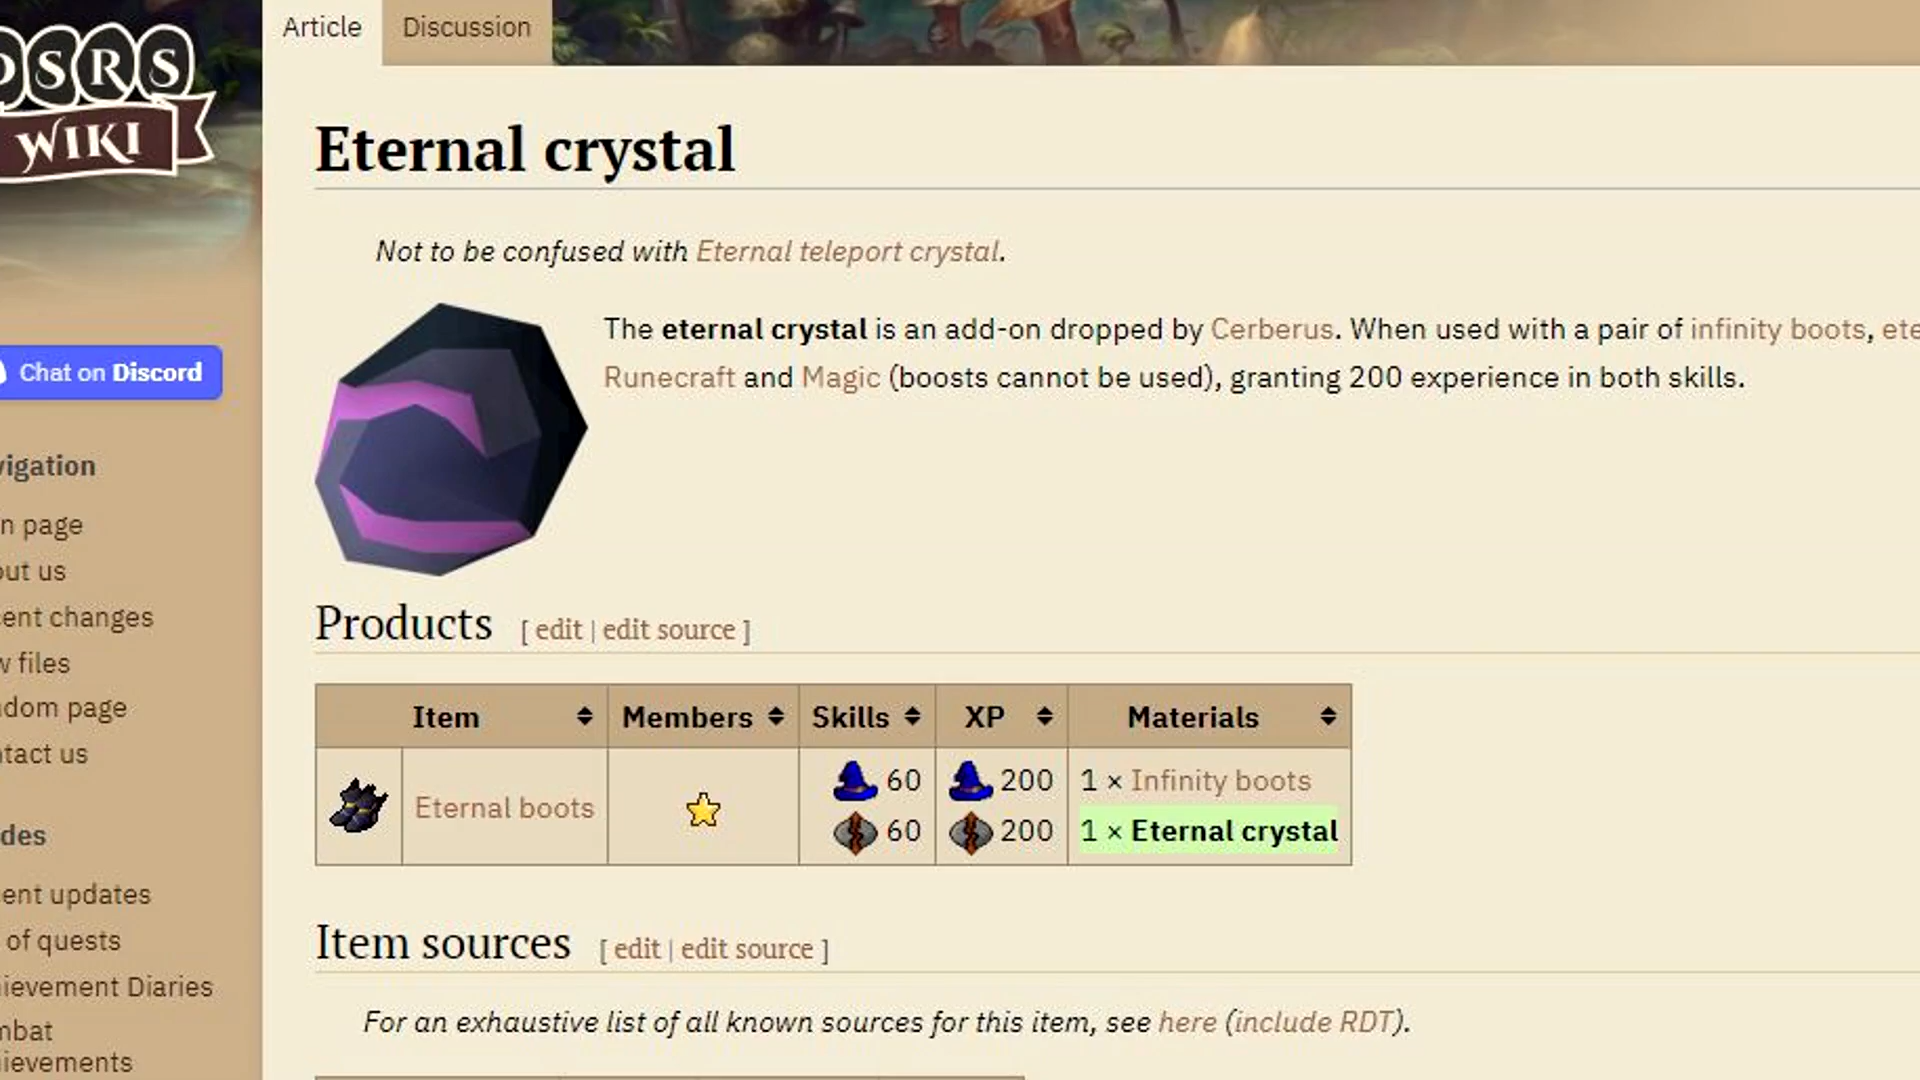 Article Discussion
OSRS
WIKI
Eternal crystal
Not to be confused with Eternal teleport crystal.
The eternal crystal is an add-on dropped by Cerberus. When used with a pair of infinity boots, ete
Runecraft and Magic (boosts cannot be used), granting 200 experience in both skills.
Chat on Discord
vigation
n page
out us
ent changes
w files
ndom page
ntact us
des
ent updates
of quests
ievement Diaries
mbat
ievements
Products [ edit | edit source ]
Item Members Skills XP Materials
Eternal boots 60 200 1 × Infinity boots
60 200 1 × Eternal crystal
Item sources [ edit | edit source ]
For an exhaustive list of all known sources for this item, see here (include RDT).